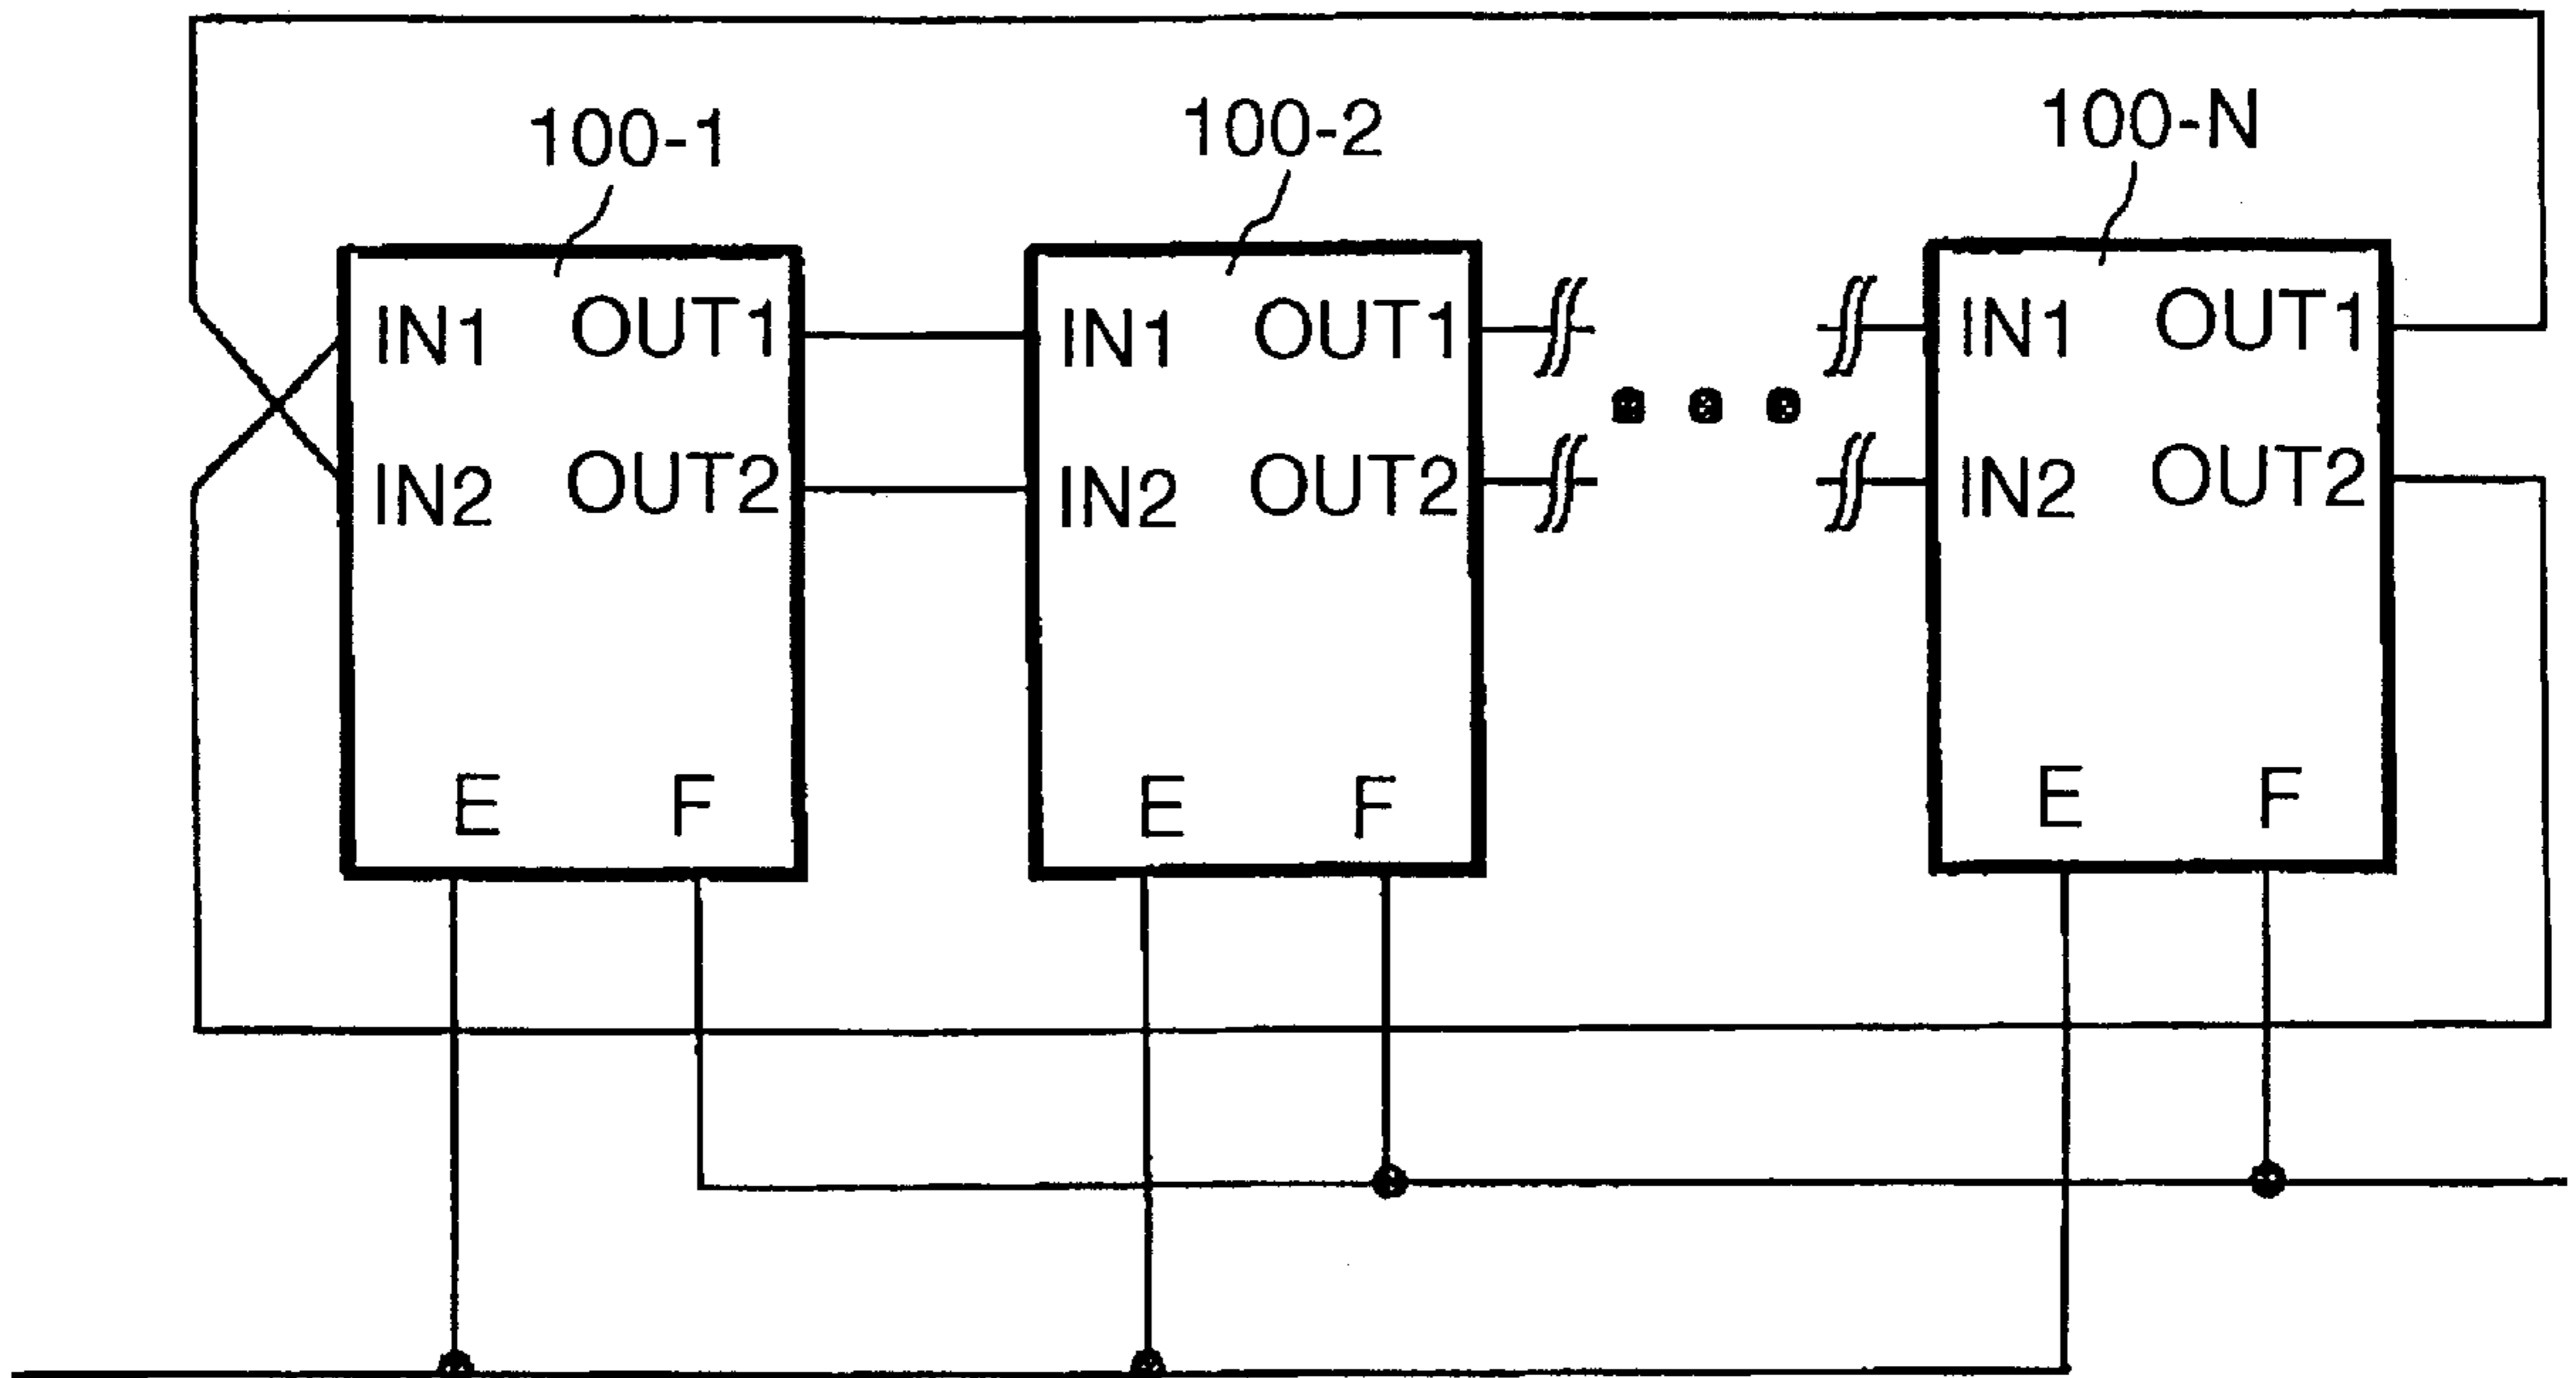 100-1 100-2 100-N
IN1 OUT1 IN1 OUT1 IN1 OUT1
IN2 OUT2 IN2 OUT2 IN2 OUT2
E F E F E F